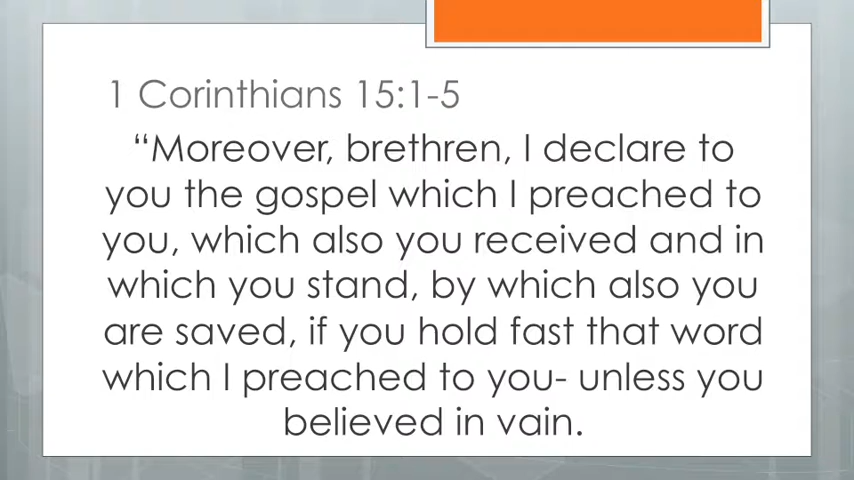 1 Corinthians 15:1-5
“Moreover, brethren, I declare to
you the gospel which I preached to
you, which also you received and in
which you stand, by which also you
are saved, if you hold fast that word
which I preached to you- unless you
believed in vain.